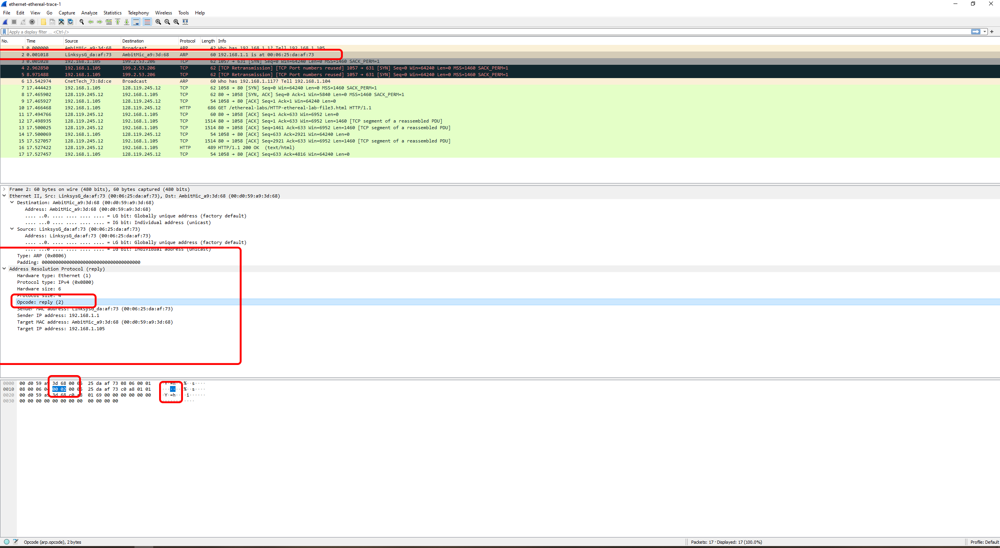 ethernet-ethereal-trace-1
File Edit View Go Capture Analyze Statistics Telephony Wireless Tools Help
Apply a display filter ... <Ctrl-/>
No. Time Source Destination Protocol Length Info
1 0.000000 AmbitMic_a9:3d:68 Broadcast ARP 42 Who has 192.168.1.1? Tell 192.168.1.105
2 0.001018 LinksysG_da:af:73 AmbitMic_a9:3d:68 ARP 60 192.168.1.1 is at 00:06:25:da:af:73
3 0.001028 192.168.1.105 199.2.53.206 TCP 62 1057 → 631 [SYN] Seq=0 Win=64240 Len=0 MSS=1460 SACK_PERM=1
4 2.962850 192.168.1.105 199.2.53.206 TCP 62 [TCP Retransmission] [TCP Port numbers reused] 1057 → 631 [SYN] Seq=0 Win=64240 Len=0 MSS=1460 SACK_PERM=1
5 8.971488 192.168.1.105 199.2.53.206 TCP 62 [TCP Retransmission] [TCP Port numbers reused] 1057 → 631 [SYN] Seq=0 Win=64240 Len=0 MSS=1460 SACK_PERM=1
6 13.542974 CnetTech_73:8d:ce Broadcast ARP 60 Who has 192.168.1.117? Tell 192.168.1.104
7 17.444423 192.168.1.105 128.119.245.12 TCP 62 1058 → 80 [SYN] Seq=0 Win=64240 Len=0 MSS=1460 SACK_PERM=1
8 17.465902 128.119.245.12 192.168.1.105 TCP 62 80 → 1058 [SYN, ACK] Seq=0 Ack=1 Win=5840 Len=0 MSS=1460 SACK_PERM=1
9 17.465927 192.168.1.105 128.119.245.12 TCP 54 1058 → 80 [ACK] Seq=1 Ack=1 Win=64240 Len=0
10 17.466468 192.168.1.105 128.119.245.12 HTTP 686 GET /ethereal-labs/HTTP-ethereal-lab-file3.html HTTP/1.1
11 17.494766 128.119.245.12 192.168.1.105 TCP 60 80 → 1058 [ACK] Seq=1 Ack=633 Win=6952 Len=0
12 17.498935 128.119.245.12 192.168.1.105 TCP 1514 80 → 1058 [ACK] Seq=1 Ack=633 Win=6952 Len=1460 [TCP segment of a reassembled PDU]
13 17.500025 128.119.245.12 192.168.1.105 TCP 1514 80 → 1058 [ACK] Seq=1461 Ack=633 Win=6952 Len=1460 [TCP segment of a reassembled PDU]
14 17.500069 192.168.1.105 128.119.245.12 TCP 54 1058 → 80 [ACK] Seq=633 Ack=2921 Win=64240 Len=0
15 17.527057 128.119.245.12 192.168.1.105 TCP 1514 80 → 1058 [ACK] Seq=2921 Ack=633 Win=6952 Len=1460 [TCP segment of a reassembled PDU]
16 17.527422 128.119.245.12 192.168.1.105 HTTP 489 HTTP/1.1 200 OK (text/html)
17 17.527457 192.168.1.105 128.119.245.12 TCP 54 1058 → 80 [ACK] Seq=633 Ack=4816 Win=64240 Len=0
Frame 2: 60 bytes on wire (480 bits), 60 bytes captured (480 bits)
Ethernet II, Src: LinksysG_da:af:73 (00:06:25:da:af:73), Dst: AmbitMic_a9:3d:68 (00:d0:59:a9:3d:68)
Destination: AmbitMic_a9:3d:68 (00:d0:59:a9:3d:68)
Address: AmbitMic_a9:3d:68 (00:d0:59:a9:3d:68)
.... ..0. .... .... .... .... = LG bit: Globally unique address (factory default)
.... ...0 .... .... .... .... = IG bit: Individual address (unicast)
Source: LinksysG_da:af:73 (00:06:25:da:af:73)
Address: LinksysG_da:af:73 (00:06:25:da:af:73)
.... ..0. .... .... .... .... = LG bit: Globally unique address (factory default)
.... ...0 .... .... .... .... = IG bit: Individual address (unicast)
Type: ARP (0x0806)
Padding: 000000000000000000000000000000000000
Address Resolution Protocol (reply)
Hardware type: Ethernet (1)
Protocol type: IPv4 (0x0800)
Hardware size: 6
Protocol size: 4
Opcode: reply (2)
Sender MAC address: LinksysG_da:af:73 (00:06:25:da:af:73)
Sender IP address: 192.168.1.1
Target MAC address: AmbitMic_a9:3d:68 (00:d0:59:a9:3d:68)
Target IP address: 192.168.1.105
0000 00 d0 59 a9 3d 68 00 06 25 da af 73 08 06 00 01 ··Y·=h·· %··s····
0010 08 00 06 04 00 02 00 06 25 da af 73 c0 a8 01 01 ········ %··s····
0020 00 d0 59 a9 3d 68 c0 a8 01 69 00 00 00 00 00 00 ··Y·=h·· ·i······
0030 00 00 00 00 00 00 00 00 00 00 00 00 ········ ····
Opcode (arp.opcode), 2 bytes Packets: 17 · Displayed: 17 (100.0%) Profile: Default